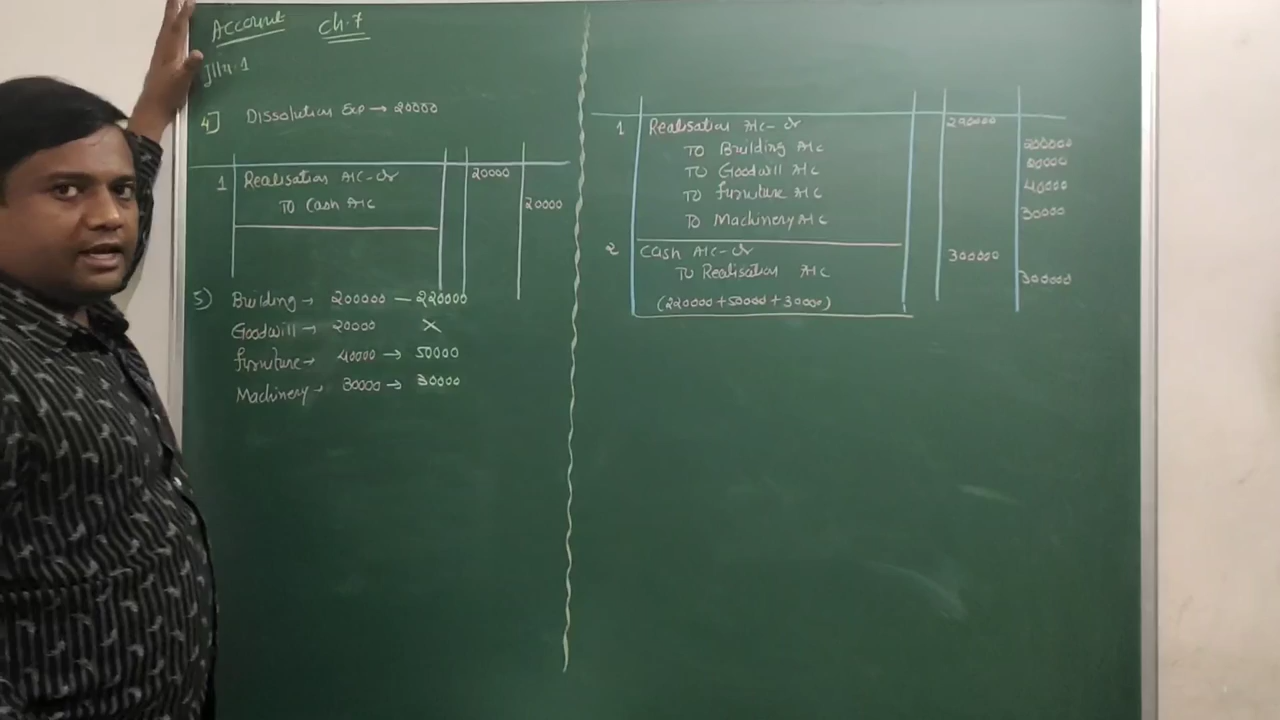 Account Ch.7
Illu.1
4] Dissolution Exp → 20000
1 Realisation A/C - Dr 20000
To Cash A/C 20000
5) Building → 200000 — 220000
Goodwill → 20000 X
Furniture → 40000 → 50000
Machinery → 30000 → 30000
1 Realisation A/C - Dr 290000
To Building A/C 200000
To Goodwill A/C 20000
To Furniture A/C 40000
To Machinery A/C 30000
2 Cash A/C - Dr 300000
To Realisation A/C 300000
(220000 + 50000 + 30000)